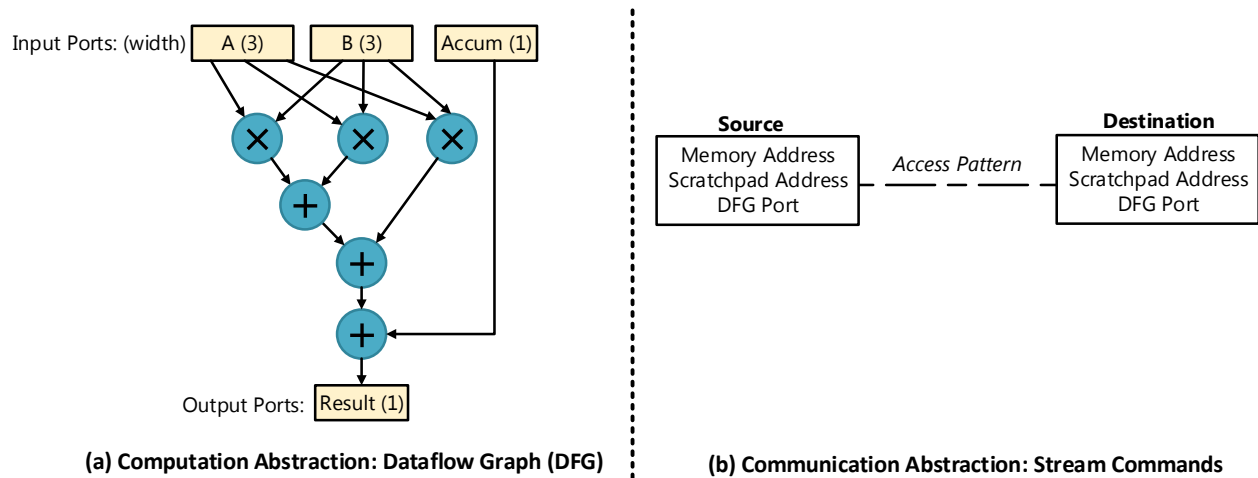 Input Ports: (width) A (3) B (3) Accum (1)
× × ×
+
+
+
Output Ports: Result (1)
(a) Computation Abstraction: Dataflow Graph (DFG)
Source
Memory Address
Scratchpad Address
DFG Port
Access Pattern
Destination
Memory Address
Scratchpad Address
DFG Port
(b) Communication Abstraction: Stream Commands